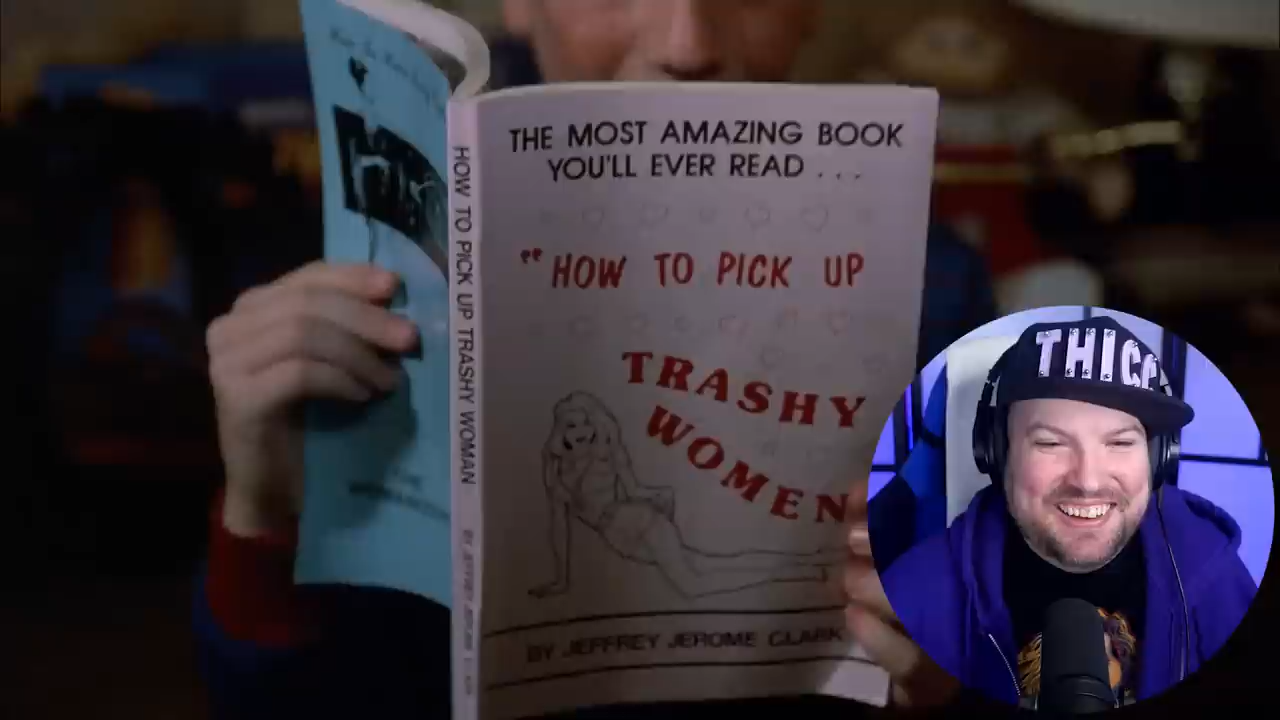 THE MOST AMAZING BOOK
YOU'LL EVER READ . . .
"HOW TO PICK UP
TRASHY
WOMEN
BY JEFFREY JEROME CLARK
HOW TO PICK UP TRASHY WOMAN
THICC